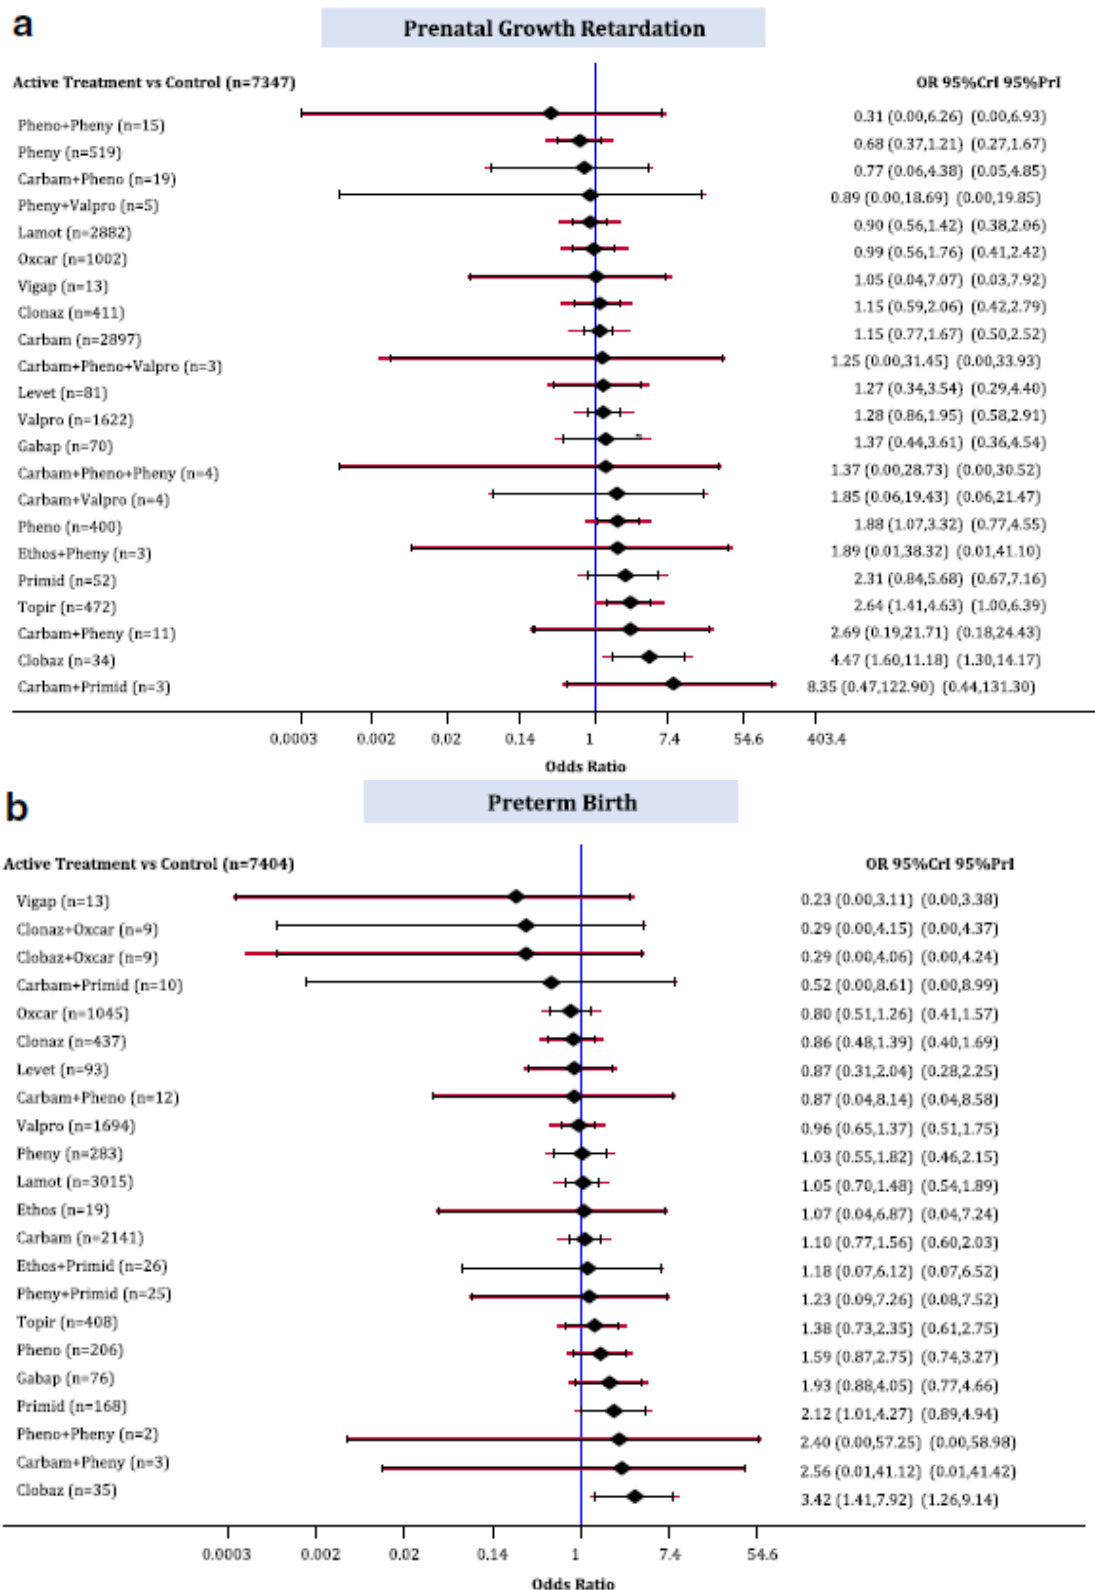 a
Prenatal Growth Retardation
Active Treatment vs Control (n=7347) OR 95%CrI 95%PrI
Pheno+Pheny (n=15) 0.31 (0.00,6.26) (0.00,6.93)
Pheny (n=519) 0.68 (0.37,1.21) (0.27,1.67)
Carbam+Pheno (n=19) 0.77 (0.06,4.38) (0.05,4.85)
Pheny+Valpro (n=5) 0.89 (0.00,18.69) (0.00,19.85)
Lamot (n=2882) 0.90 (0.56,1.42) (0.38,2.06)
Oxcar (n=1002) 0.99 (0.56,1.76) (0.41,2.42)
Vigap (n=13) 1.05 (0.04,7.07) (0.03,7.92)
Clonaz (n=411) 1.15 (0.59,2.06) (0.42,2.79)
Carbam (n=2897) 1.15 (0.77,1.67) (0.50,2.52)
Carbam+Pheno+Valpro (n=3) 1.25 (0.00,31.45) (0.00,33.93)
Levet (n=81) 1.27 (0.34,3.54) (0.29,4.40)
Valpro (n=1622) 1.28 (0.86,1.95) (0.58,2.91)
Gabap (n=70) 1.37 (0.44,3.61) (0.36,4.54)
Carbam+Pheno+Pheny (n=4) 1.37 (0.00,28.73) (0.00,30.52)
Carbam+Valpro (n=4) 1.85 (0.06,19.43) (0.06,21.47)
Pheno (n=400) 1.88 (1.07,3.32) (0.77,4.55)
Ethos+Pheny (n=3) 1.89 (0.01,38.32) (0.01,41.10)
Primid (n=52) 2.31 (0.84,5.68) (0.67,7.16)
Topir (n=472) 2.64 (1.41,4.63) (1.00,6.39)
Carbam+Pheny (n=11) 2.69 (0.19,21.71) (0.18,24.43)
Clobaz (n=34) 4.47 (1.60,11.18) (1.30,14.17)
Carbam+Primid (n=3) 8.35 (0.47,122.90) (0.44,131.30)
0.0003 0.002 0.02 0.14 1 7.4 54.6 403.4
Odds Ratio
b
Preterm Birth
Active Treatment vs Control (n=7404) OR 95%CrI 95%PrI
Vigap (n=13) 0.23 (0.00,3.11) (0.00,3.38)
Clonaz+Oxcar (n=9) 0.29 (0.00,4.15) (0.00,4.37)
Clobaz+Oxcar (n=9) 0.29 (0.00,4.06) (0.00,4.24)
Carbam+Primid (n=10) 0.52 (0.00,8.61) (0.00,8.99)
Oxcar (n=1045) 0.80 (0.51,1.26) (0.41,1.57)
Clonaz (n=437) 0.86 (0.48,1.39) (0.40,1.69)
Levet (n=93) 0.87 (0.31,2.04) (0.28,2.25)
Carbam+Pheno (n=12) 0.87 (0.04,8.14) (0.04,8.58)
Valpro (n=1694) 0.96 (0.65,1.37) (0.51,1.75)
Pheny (n=283) 1.03 (0.55,1.82) (0.46,2.15)
Lamot (n=3015) 1.05 (0.70,1.48) (0.54,1.89)
Ethos (n=19) 1.07 (0.04,6.87) (0.04,7.24)
Carbam (n=2141) 1.10 (0.77,1.56) (0.60,2.03)
Ethos+Primid (n=26) 1.18 (0.07,6.12) (0.07,6.52)
Pheny+Primid (n=25) 1.23 (0.09,7.26) (0.08,7.52)
Topir (n=408) 1.38 (0.73,2.35) (0.61,2.75)
Pheno (n=206) 1.59 (0.87,2.75) (0.74,3.27)
Gabap (n=76) 1.93 (0.88,4.05) (0.77,4.66)
Primid (n=168) 2.12 (1.01,4.27) (0.89,4.94)
Pheno+Pheny (n=2) 2.40 (0.00,57.25) (0.00,58.98)
Carbam+Pheny (n=3) 2.56 (0.01,41.12) (0.01,41.42)
Clobaz (n=35) 3.42 (1.41,7.92) (1.26,9.14)
0.0003 0.002 0.02 0.14 1 7.4 54.6
Odds Ratio